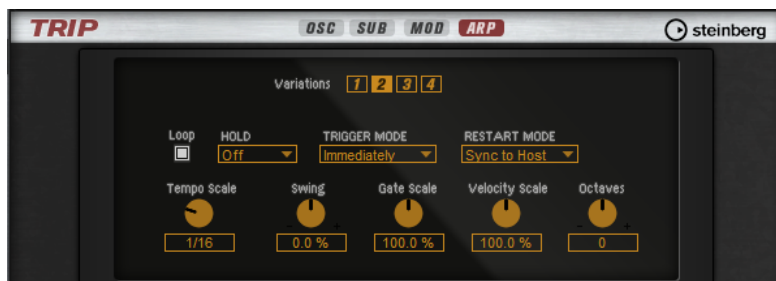 TRIP OSC SUB MOD ARP steinberg
Variations 1 2 3 4
Loop HOLD TRIGGER MODE RESTART MODE
Off Immediately Sync to Host
Tempo Scale Swing Gate Scale Velocity Scale Octaves
- + - +
1/16 0.0 % 100.0 % 100.0 % 0